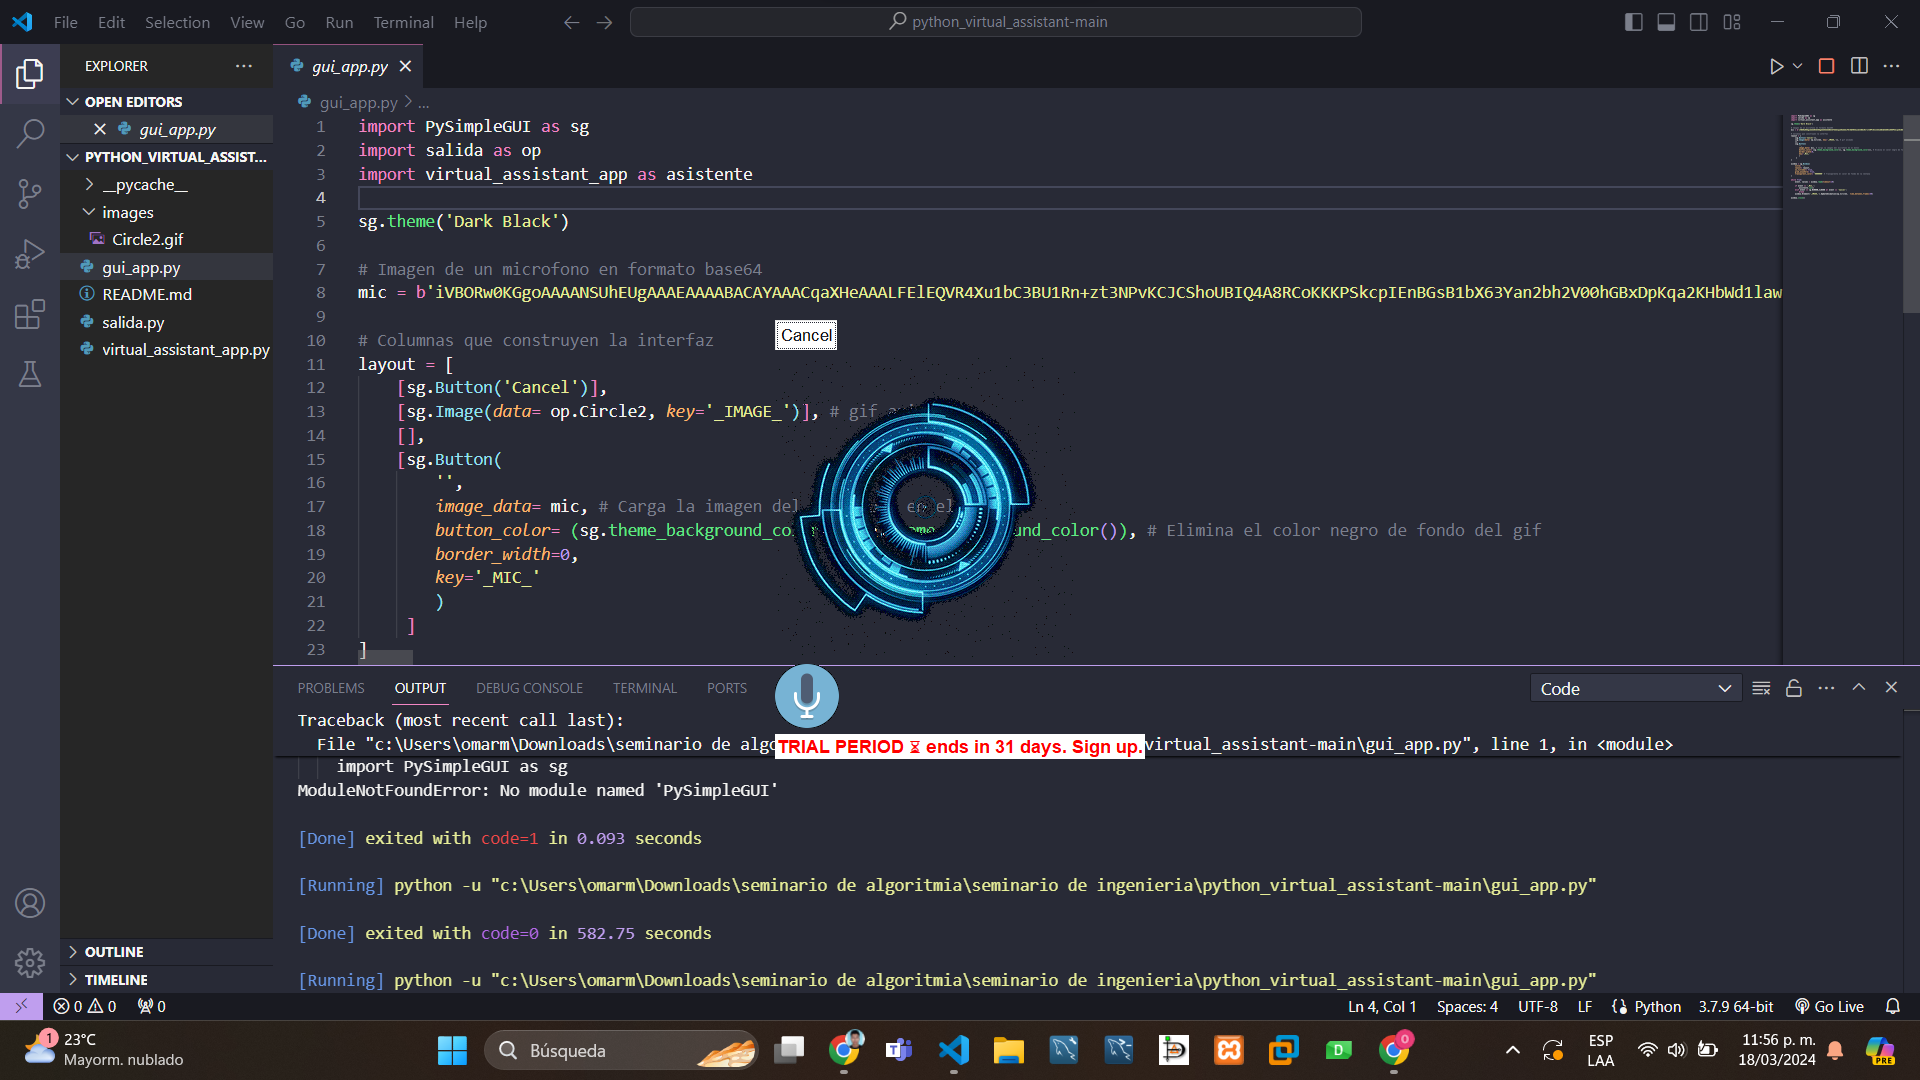 File Edit Selection View Go Run Terminal Help
python_virtual_assistant-main
EXPLORER
OPEN EDITORS
gui_app.py
PYTHON_VIRTUAL_ASSIST...
__pycache__
images
Circle2.gif
gui_app.py
README.md
salida.py
virtual_assistant_app.py
OUTLINE
TIMELINE
gui_app.py
gui_app.py > ...
1 import PySimpleGUI as sg
2 import salida as op
3 import virtual_assistant_app as asistente
4
5 sg.theme('Dark Black')
6
7 # Imagen de un microfono en formato base64
8 mic = b'iVBORw0KGgoAAAANSUhEUgAAAEAAAABACAYAAACqaXHeAAALFElEQVR4Xu1bC3BU1Rn+zt3NPvKCJCShoUBIQ4A8RCoKKKPSkcpIEnBGsB1bX63Yan2bh2V00hGBxDpKqa2KHbWd1law
9
10 # Columnas que construyen la interfaz
11 layout = [
12 [sg.Button('Cancel')],
13 [sg.Image(data= op.Circle2, key='_IMAGE_')], # gif
14 [],
15 [sg.Button(
16 '',
17 image_data= mic, # Carga la imagen del en el
18 button_color= (sg.theme_background_co und_color()), # Elimina el color negro de fondo del gif
19 border_width=0,
20 key='_MIC_'
21 )
22 ]
23 ]
Cancel
PROBLEMS OUTPUT DEBUG CONSOLE TERMINAL PORTS
Code
Traceback (most recent call last):
File "c:\Users\omarm\Downloads\seminario de algo virtual_assistant-main\gui_app.py", line 1, in <module>
TRIAL PERIOD ⌛ ends in 31 days. Sign up.
import PySimpleGUI as sg
ModuleNotFoundError: No module named 'PySimpleGUI'
[Done] exited with code=1 in 0.093 seconds
[Running] python -u "c:\Users\omarm\Downloads\seminario de algoritmia\seminario de ingenieria\python_virtual_assistant-main\gui_app.py"
[Done] exited with code=0 in 582.75 seconds
[Running] python -u "c:\Users\omarm\Downloads\seminario de algoritmia\seminario de ingenieria\python_virtual_assistant-main\gui_app.py"
0 0 0
Ln 4, Col 1 Spaces: 4 UTF-8 LF Python 3.7.9 64-bit Go Live
1
23°C
Mayorm. nublado
Búsqueda
0
ESP
LAA
11:56 p. m.
18/03/2024
PRE